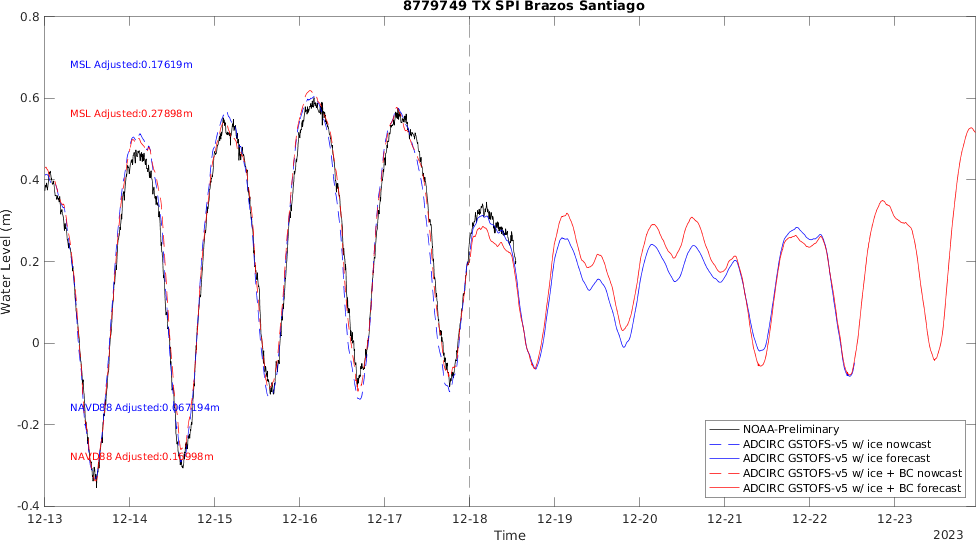 8779749 TX SPI Brazos Santiago
0.8
0.6
0.4
0.2
0
-0.2
-0.4
Water Level (m)
MSL Adjusted:0.17619m
MSL Adjusted:0.27898m
NAVD88 Adjusted:0.067194m
NAVD88 Adjusted:
NOAA-Preliminary
ADCIRC GSTOFS-v5 w/ ice nowcast
ADCIRC GSTOFS-v5 w/ ice forecast
ADCIRC GSTOFS-v5 w/ ice + BC nowcast
ADCIRC GSTOFS-v5 w/ ice + BC forecast
12-13 12-14 12-15 12-16 12-17 12-18 12-19 12-20 12-21 12-22 12-23
Time
2023